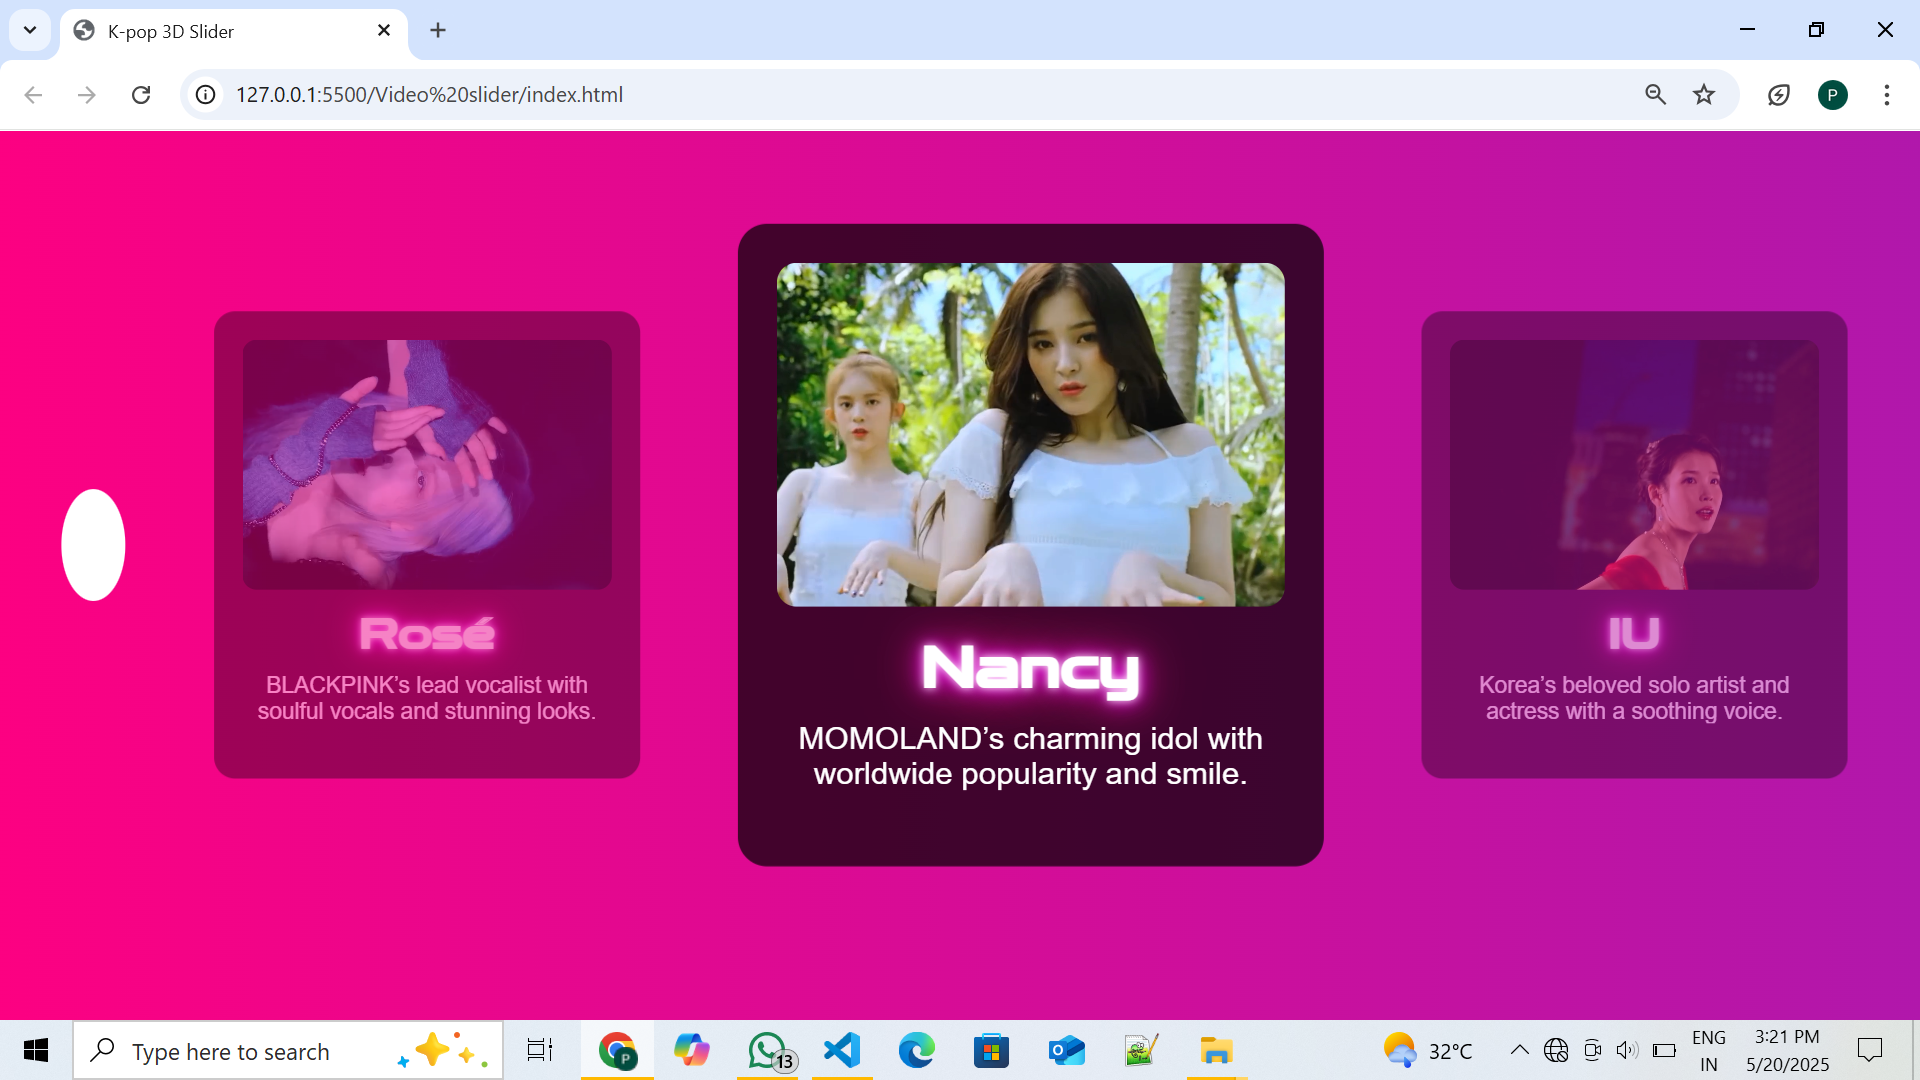 K-pop 3D Slider
127.0.0.1:5500/Video%20slider/index.html
P
Rosé
BLACKPINK’s lead vocalist with
soulful vocals and stunning looks.
Nancy
MOMOLAND’s charming idol with
worldwide popularity and smile.
IU
Korea’s beloved solo artist and
actress with a soothing voice.
Type here to search
P
13
32°C
ENG
IN
3:21 PM
5/20/2025